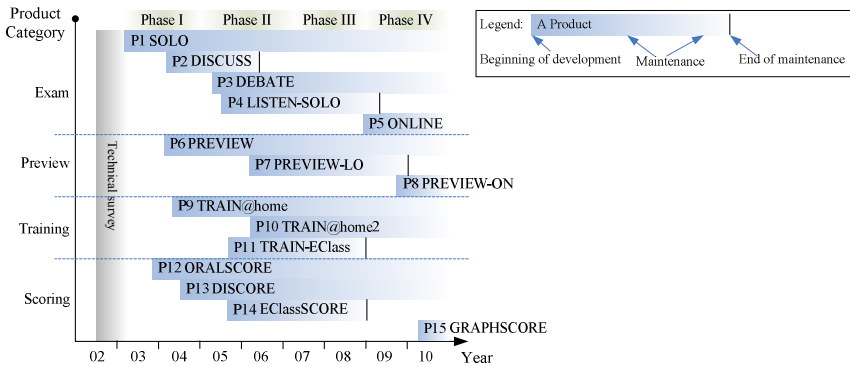 Product Category
Phase I Phase II Phase III Phase IV
Legend: A Product
Beginning of development Maintenance End of maintenance
Exam
P1 SOLO
P2 DISCUSS
P3 DEBATE
P4 LISTEN-SOLO
P5 ONLINE
Technical survey
Preview
P6 PREVIEW
P7 PREVIEW-LO
P8 PREVIEW-ON
Training
P9 TRAIN@home
P10 TRAIN@home2
P11 TRAIN-EClass
Scoring
P12 ORALSCORE
P13 DISCORE
P14 EClassSCORE
P15 GRAPHSCORE
02 03 04 05 06 07 08 09 10 Year